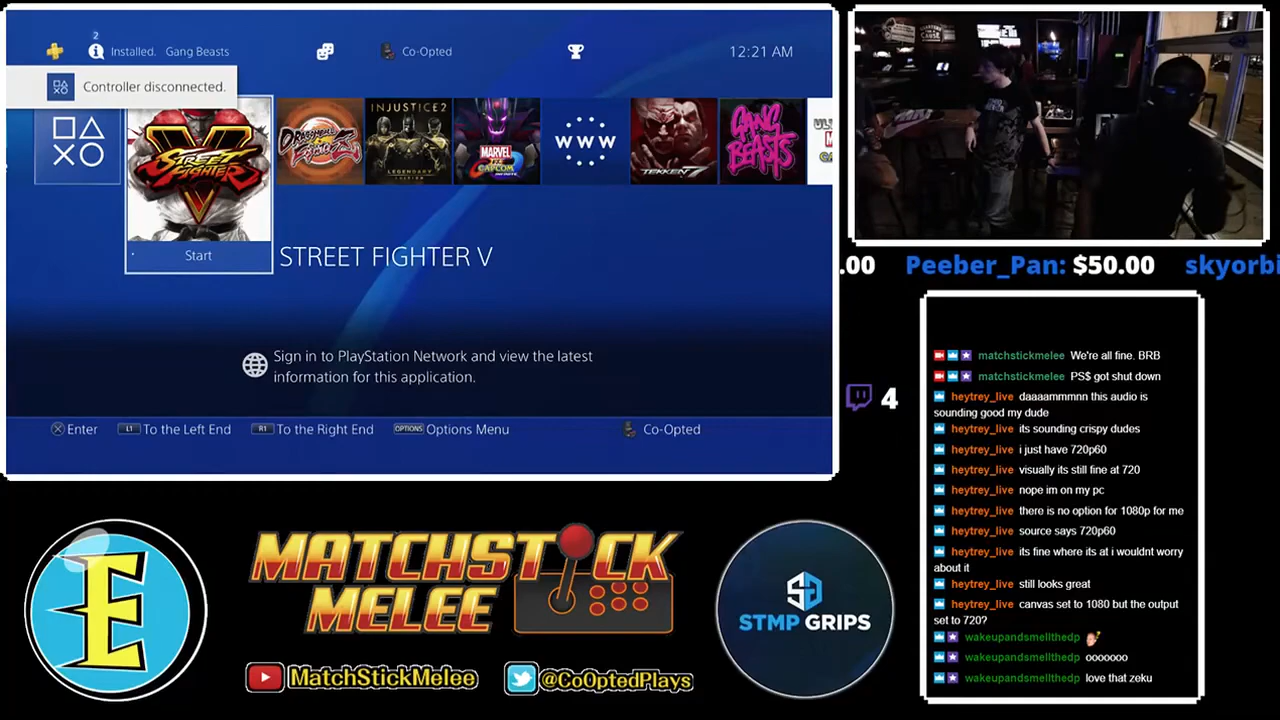 2
Installed. Gang Beasts
Co-Opted
12:21 AM
Controller disconnected.
STREET FIGHTER V
DRAGONBALL FIGHTERZ
INJUSTICE 2
LEGENDARY EDITION
MARVEL VS. CAPCOM INFINITE
WWW
TEKKEN 7
GANG BEASTS
Start
STREET FIGHTER V
Sign in to PlayStation Network and view the latest
information for this application.
Enter
L1 To the Left End
R1 To the Right End
OPTIONS Options Menu
Co-Opted
.00 Peeber_Pan: $50.00 skyorbi
4
matchstickmelee We're all fine. BRB
matchstickmelee PS$ got shut down
heytrey_live daaaammmnn this audio is
sounding good my dude
heytrey_live its sounding crispy dudes
heytrey_live i just have 720p60
heytrey_live visually its still fine at 720
heytrey_live nope im on my pc
heytrey_live there is no option for 1080p for me
heytrey_live source says 720p60
heytrey_live its fine where its at i wouldnt worry
about it
heytrey_live still looks great
heytrey_live canvas set to 1080 but the output
set to 720?
wakeupandsmellthedp
wakeupandsmellthedp ooooooo
wakeupandsmellthedp love that zeku
E
MATCHSTICK
MELEE
STMP GRIPS
MatchStickMelee
@CoOptedPlays